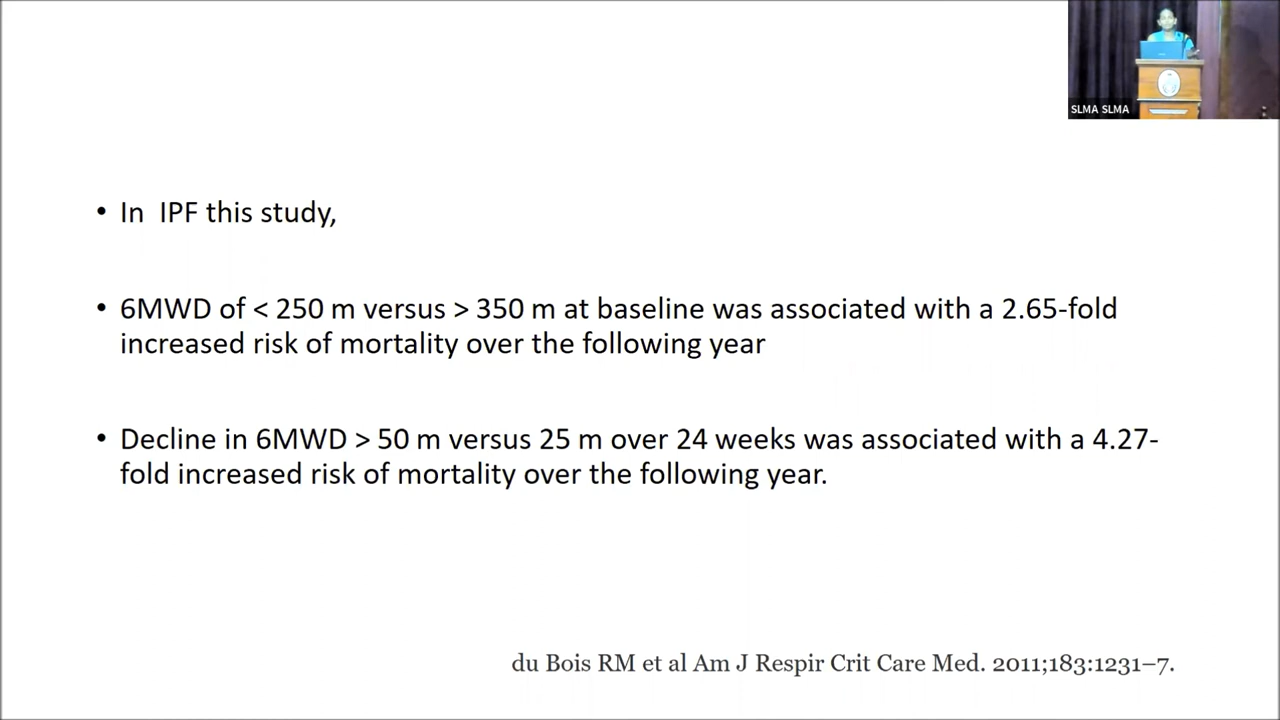 SLMA SLMA
• In  IPF this study,
• 6MWD of < 250 m versus > 350 m at baseline was associated with a 2.65-fold
increased risk of mortality over the following year
• Decline in 6MWD > 50 m versus 25 m over 24 weeks was associated with a 4.27-
fold increased risk of mortality over the following year.
du Bois RM et al Am J Respir Crit Care Med. 2011;183:1231–7.